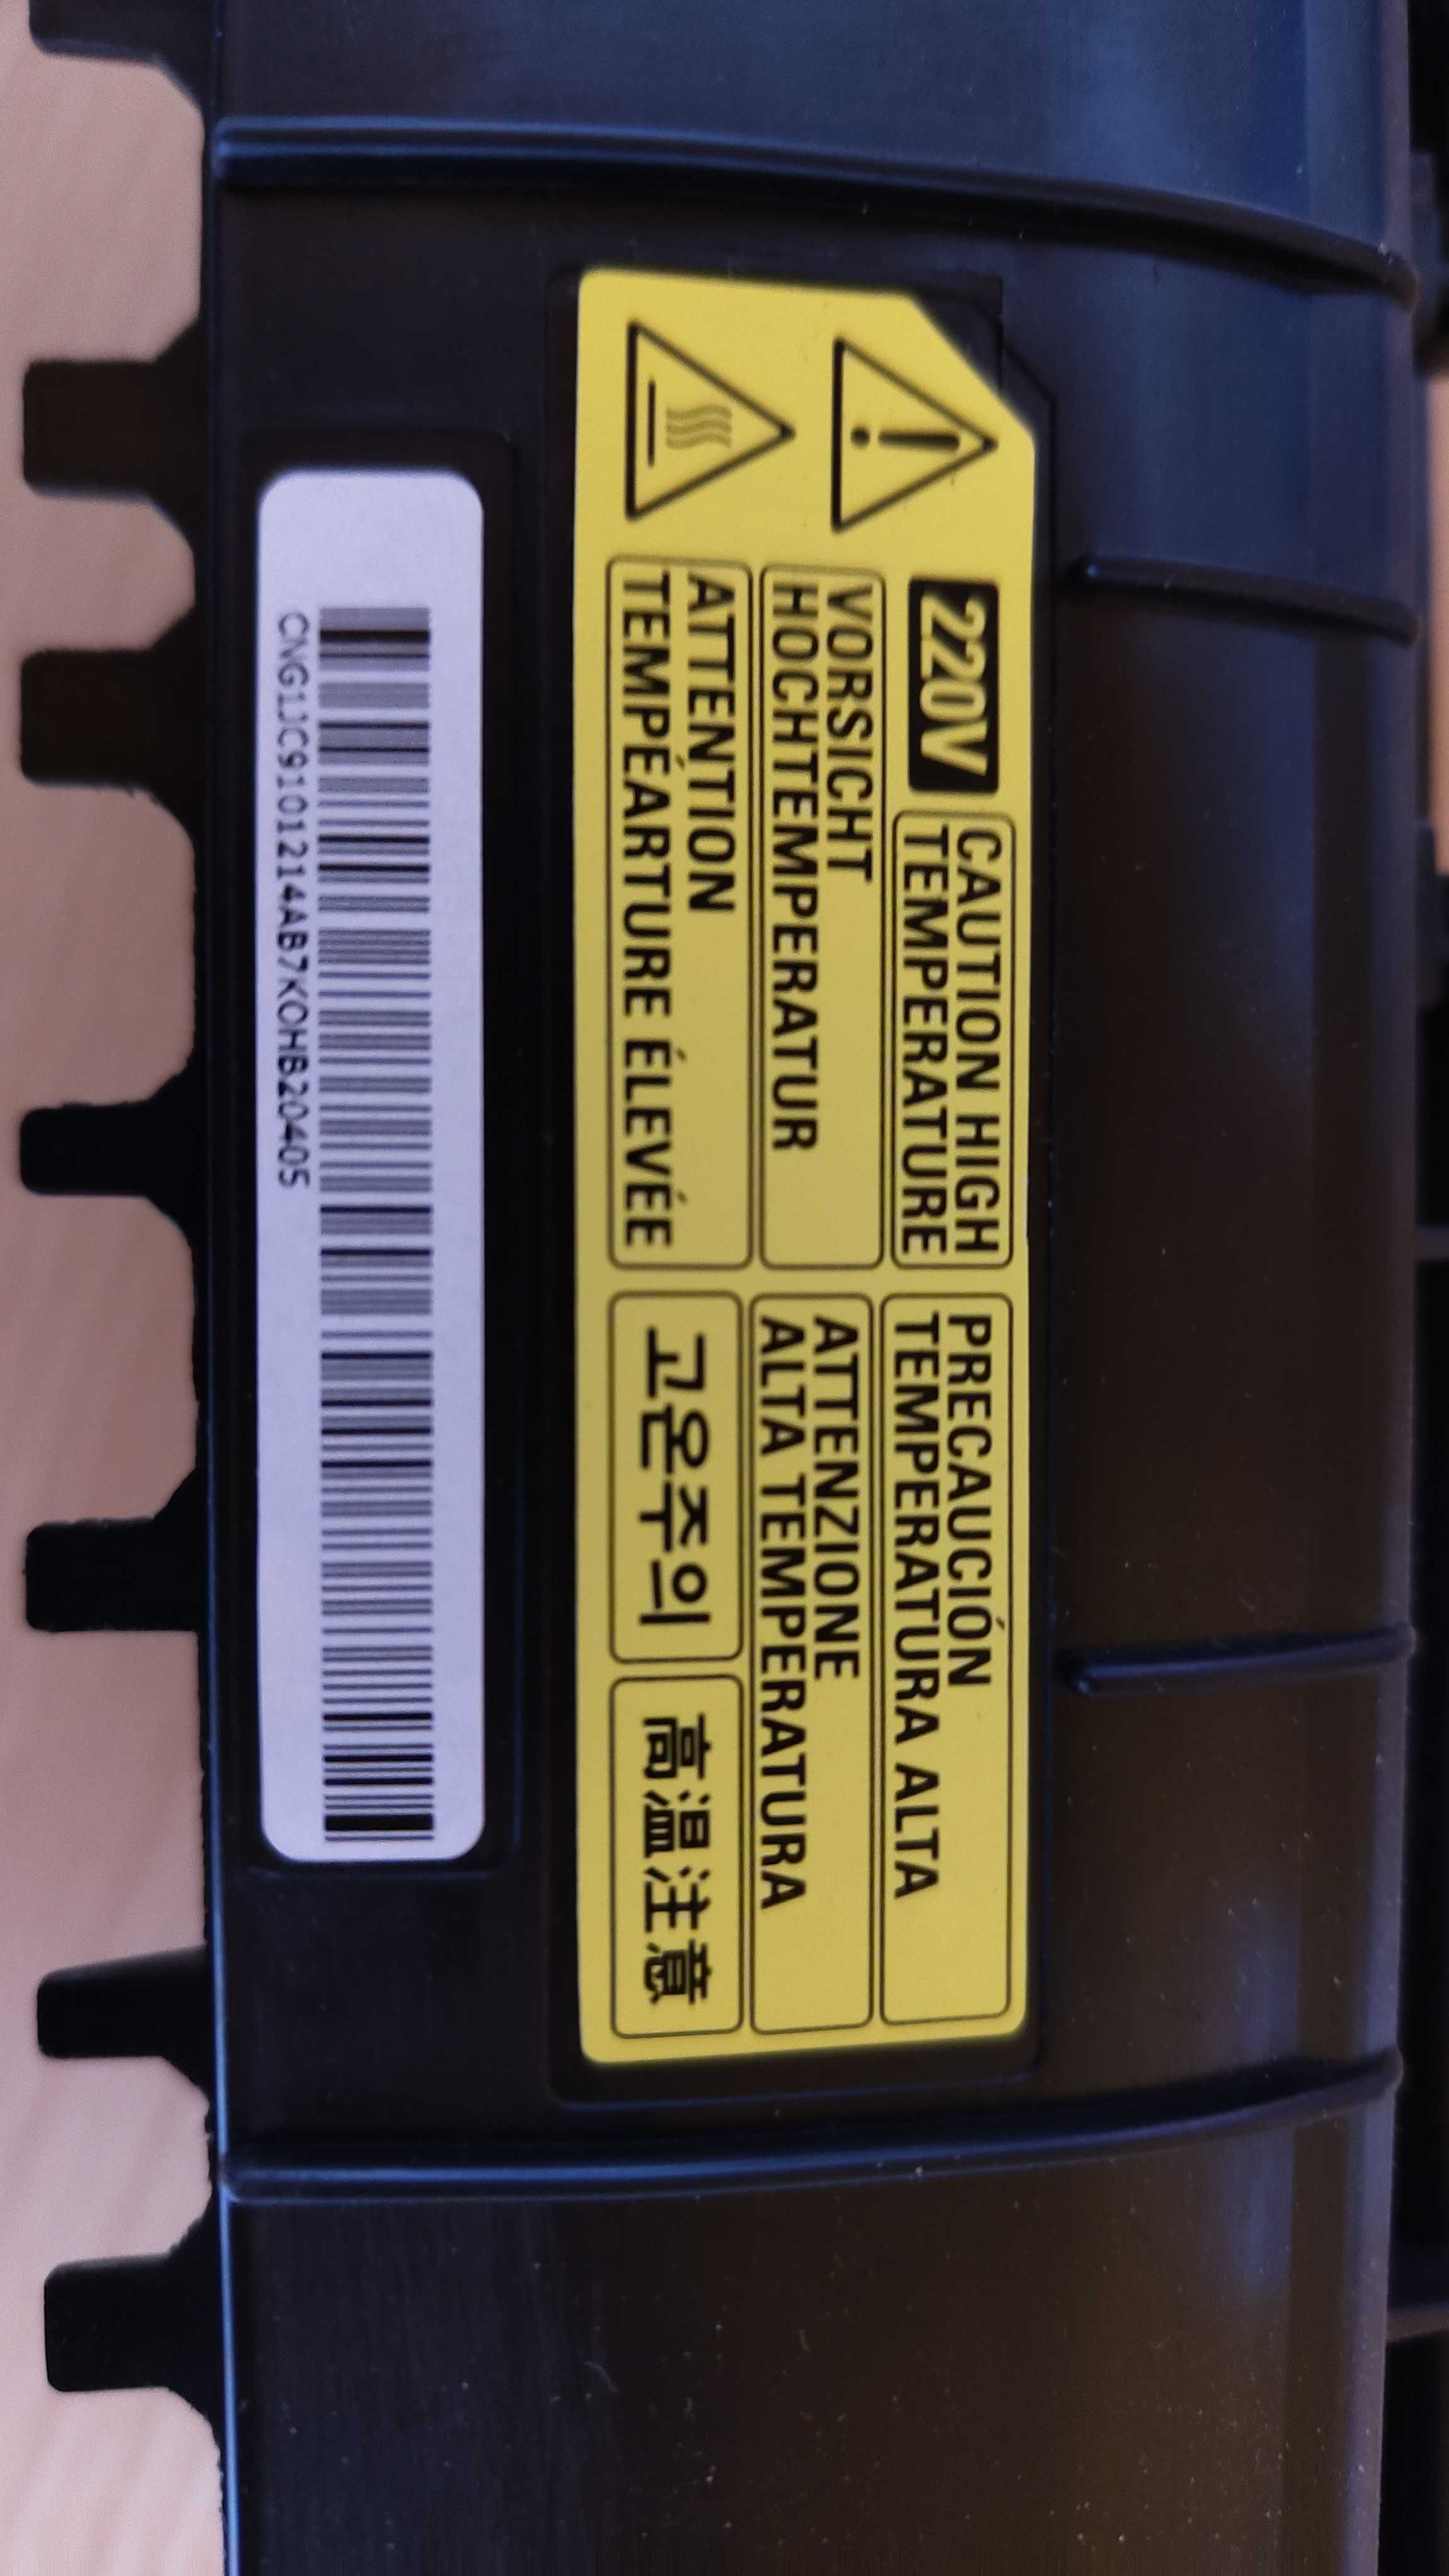 220V
CAUTION HIGH
TEMPERATURE
VORSICHT
HOCHTEMPERATUR
ATTENTION
TEMPÉARTURE ÉLEVÉE
PRECAUCIÓN
TEMPERATURA ALTA
ATTENZIONE
ALTA TEMPERATURA
고온주의
高温注意
CNG1JC9101214AB7KOHB20405